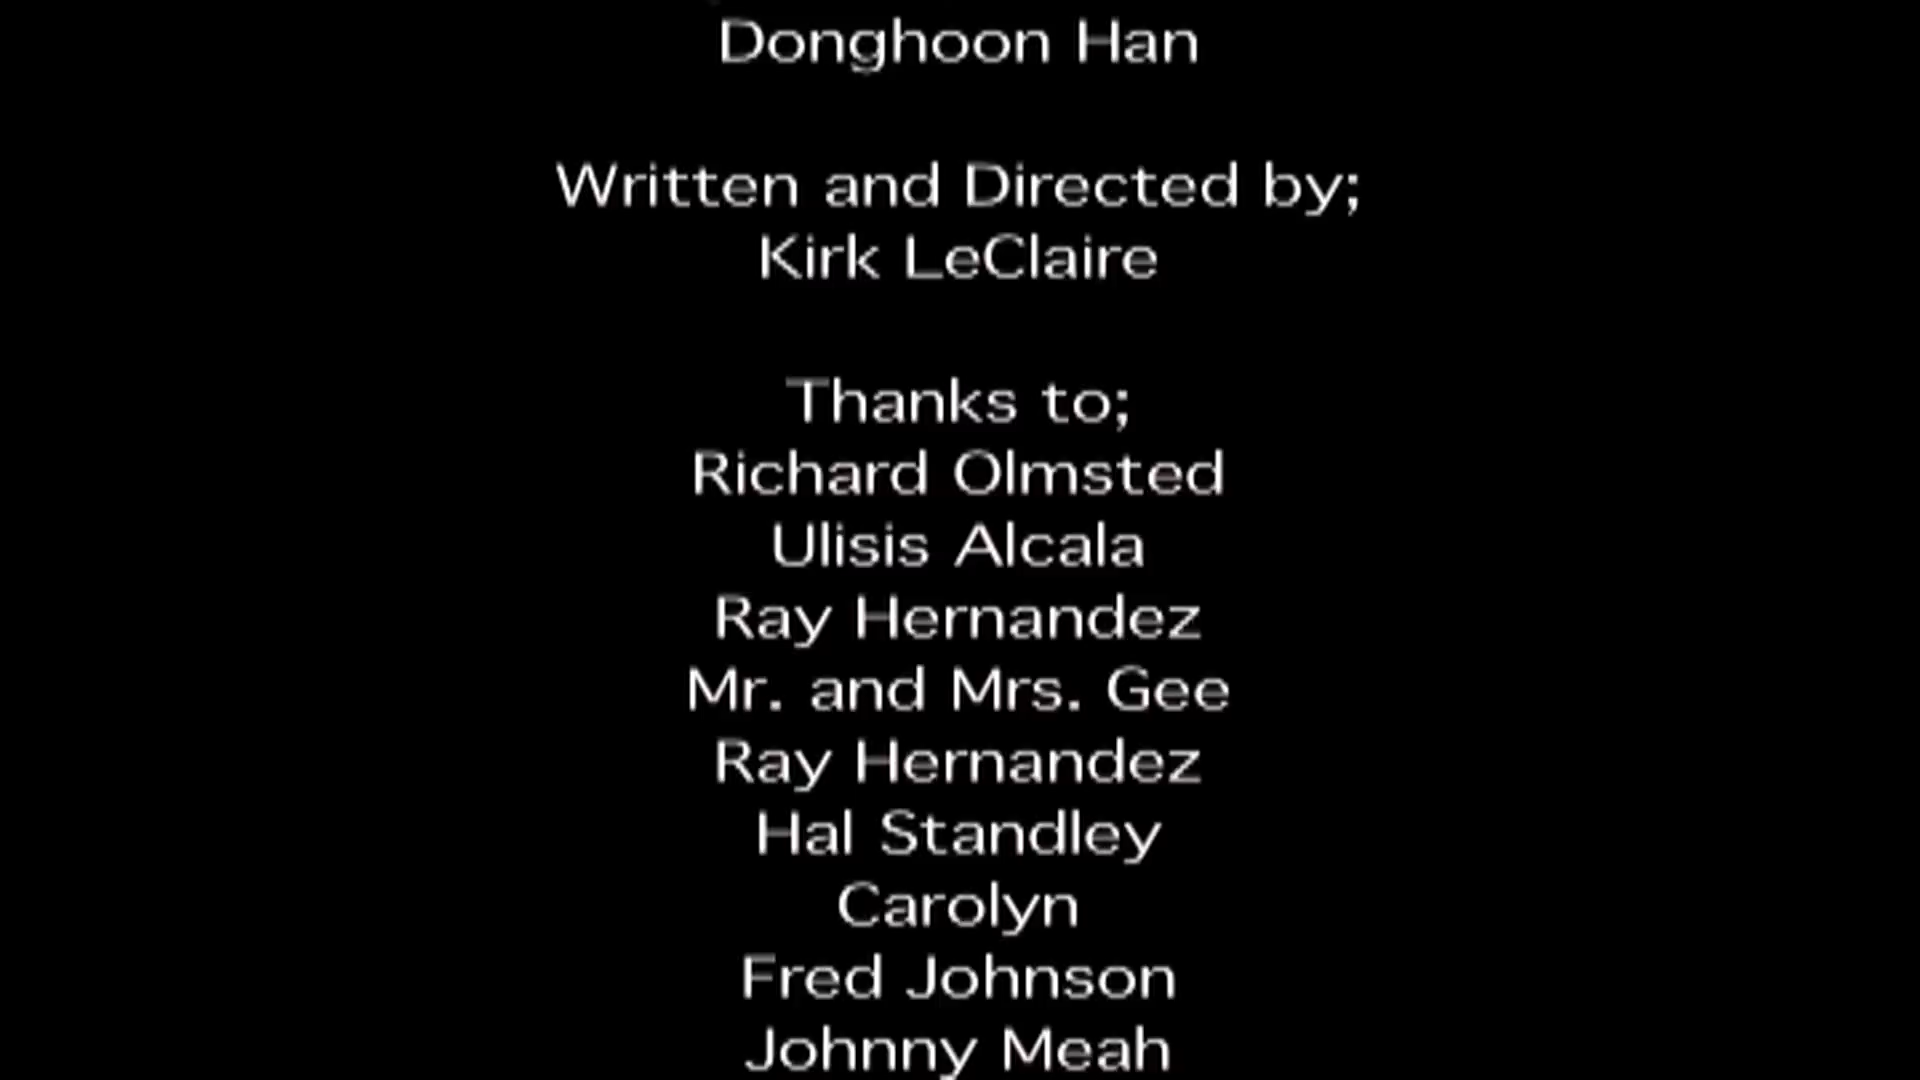 Donghoon Han
Written and Directed by;
Kirk LeClaire
Thanks to;
Richard Olmsted
Ulisis Alcala
Ray Hernandez
Mr. and Mrs. Gee
Ray Hernandez
Hal Standley
Carolyn
Fred Johnson
Johnny Meah